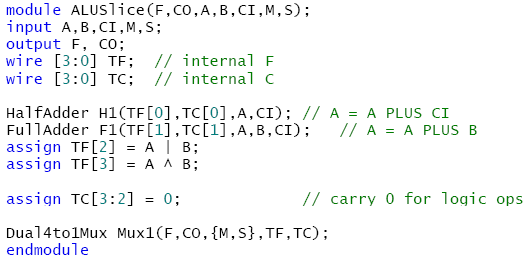 module ALUSlice(F,CO,A,B,CI,M,S);
input A,B,CI,M,S;
output F, CO;
wire [3:0] TF;  // internal F
wire [3:0] TC;  // internal C
HalfAdder H1(TF[0],TC[0],A,CI); // A = A PLUS CI
FullAdder F1(TF[1],TC[1],A,B,CI);   // A = A PLUS B
assign TF[2] = A | B;
assign TF[3] = A ^ B;
assign TC[3:2] = 0;              // carry 0 for logic ops
Dual4to1Mux Mux1(F,CO,{M,S},TF,TC);
endmodule